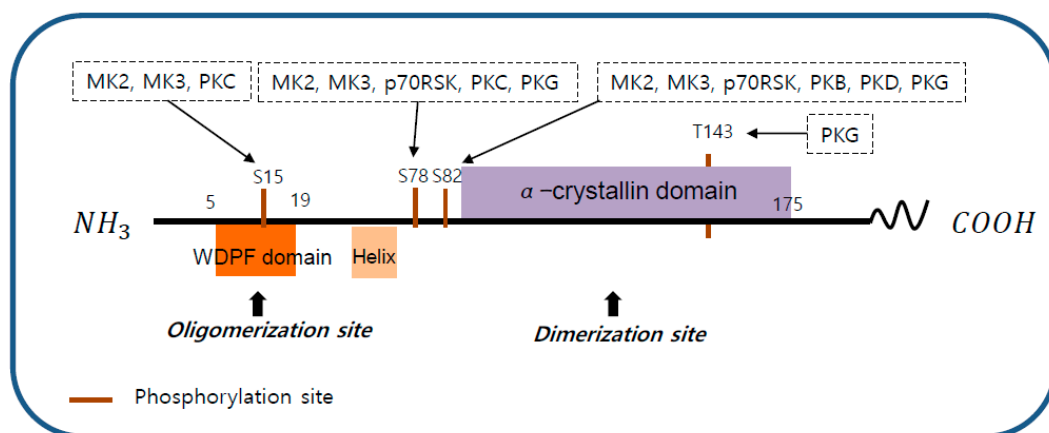 MK2, MK3, PKC
MK2, MK3, p70RSK, PKC, PKG
MK2, MK3, p70RSK, PKB, PKD, PKG
T143
PKG
S15
S78
S82
5
19
α-crystallin domain
175
NH3
COOH
WDPF domain
Helix
Oligomerization site
Dimerization site
Phosphorylation site